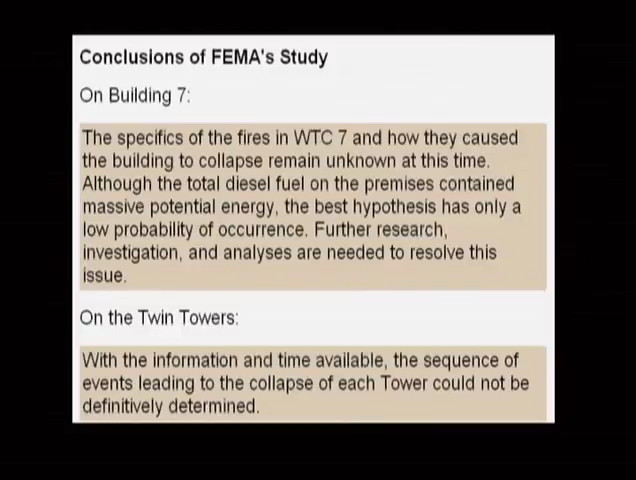 Conclusions of FEMA's Study
On Building 7:
The specifics of the fires in WTC 7 and how they caused
the building to collapse remain unknown at this time.
Although the total diesel fuel on the premises contained
massive potential energy, the best hypothesis has only a
low probability of occurrence. Further research,
investigation, and analyses are needed to resolve this
issue.
On the Twin Towers:
With the information and time available, the sequence of
events leading to the collapse of each Tower could not be
definitively determined.